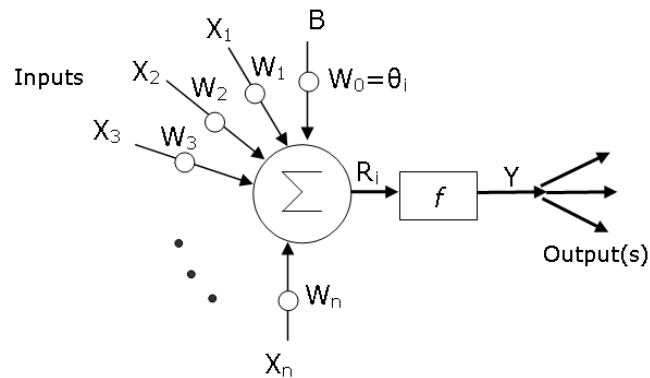 X₁
B
Inputs
X₂
W₁
W₀=θᵢ
W₂
X₃
W₃
Σ
Rᵢ
f
Y
Output(s)
Wₙ
Xₙ